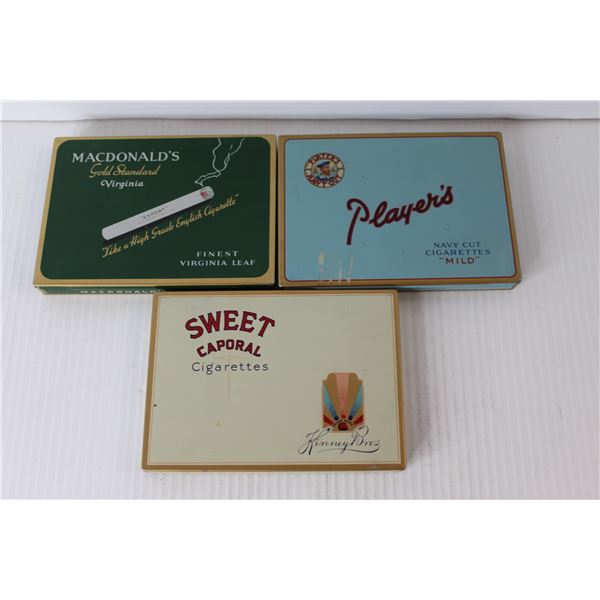 MACDONALD'S
Gold Standard
Virginia
"EXPORT"
"Like a High Grade English Cigarette"
FINEST
VIRGINIA LEAF
MACDONALD
PLAYER'S
NAVY CUT
Player's
NAVY CUT
CIGARETTES
"MILD"
SWEET
CAPORAL
Cigarettes
Kinney Bros